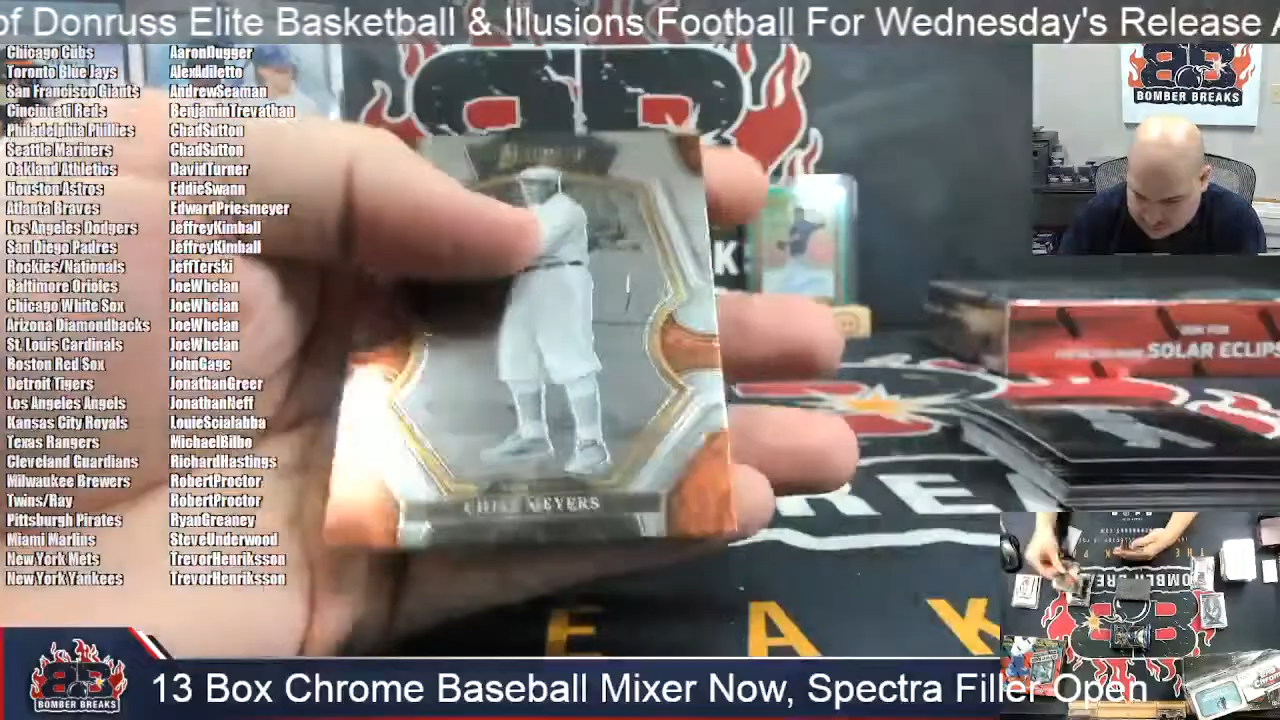 of Donruss Elite Basketball & Illusions Football For Wednesday's Release A
Chicago Cubs AaronDugger
Toronto Blue Jays AlexAdiletto
San Francisco Giants AndrewSeaman
Cincinnati Reds BenjaminTrevathan
Philadelphia Phillies ChadSutton
Seattle Mariners ChadSutton
Oakland Athletics DavidTurner
Houston Astros EddieSwann
Atlanta Braves EdwardPriesmeyer
Los Angeles Dodgers JeffreyKimball
San Diego Padres JeffreyKimball
Rockies/Nationals JeffTerski
Baltimore Orioles JoeWhelan
Chicago White Sox JoeWhelan
Arizona Diamondbacks JoeWhelan
St. Louis Cardinals JoeWhelan
Boston Red Sox JohnGage
Detroit Tigers JonathanGreer
Los Angeles Angels JonathanNeff
Kansas City Royals LouieScialabba
Texas Rangers MichaelBilbo
Cleveland Guardians RichardHastings
Milwaukee Brewers RobertProctor
Twins/Ray RobertProctor
Pittsburgh Pirates RyanGreaney
Miami Marlins SteveUnderwood
New York Mets TrevorHenriksson
New York Yankees TrevorHenriksson
BOMBER BREAKS
MEYERS
LOOK FOR
SOLAR ECLIPS
K
BRE
E A K
BOMBER BREA
BOMBER BREAKS
13 Box Chrome Baseball Mixer Now, Spectra Filler Open